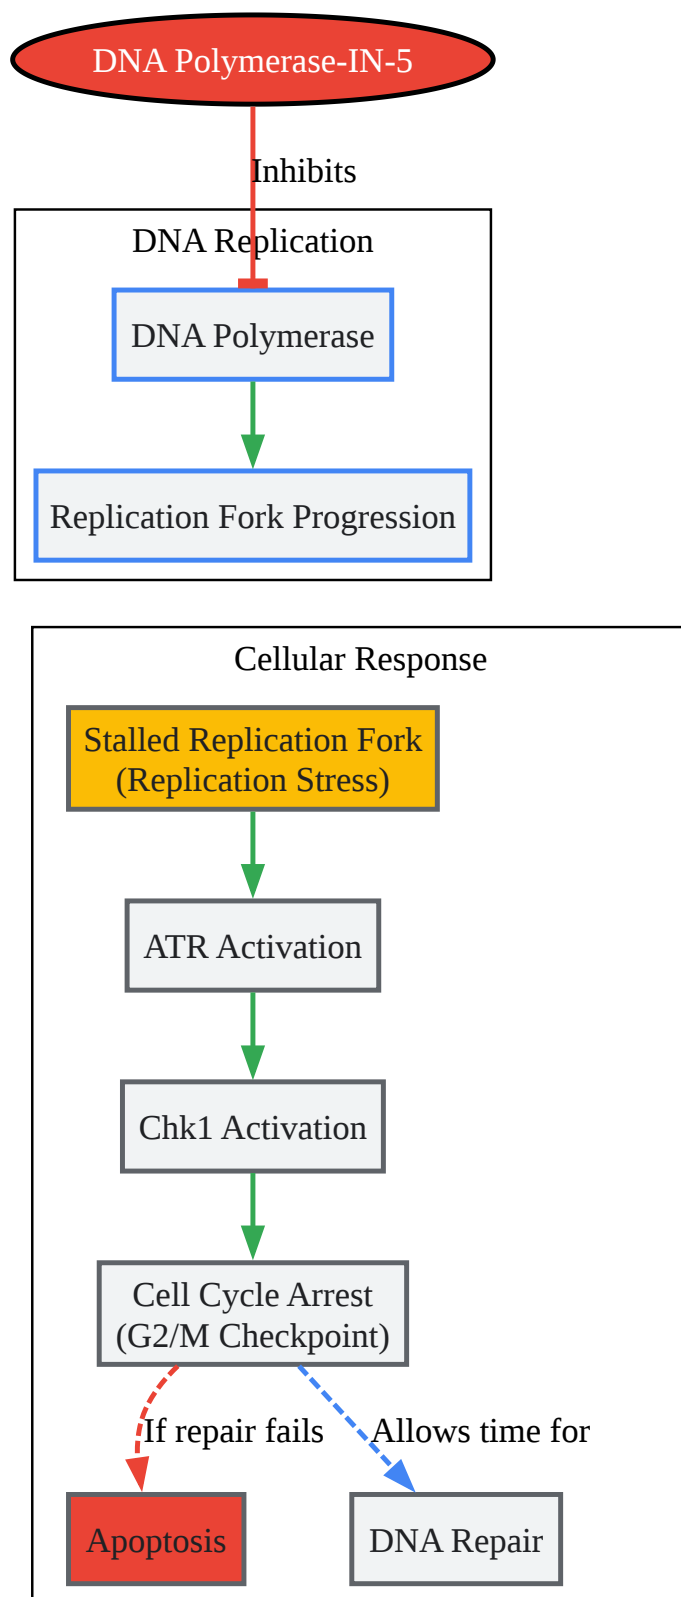 DNA Polymerase-IN-5
Inhibits
DNA Replication
DNA Polymerase
Replication Fork Progression
Cellular Response
Stalled Replication Fork
(Replication Stress)
ATR Activation
Chk1 Activation
Cell Cycle Arrest
(G2/M Checkpoint)
If repair fails
Allows time for
Apoptosis
DNA Repair